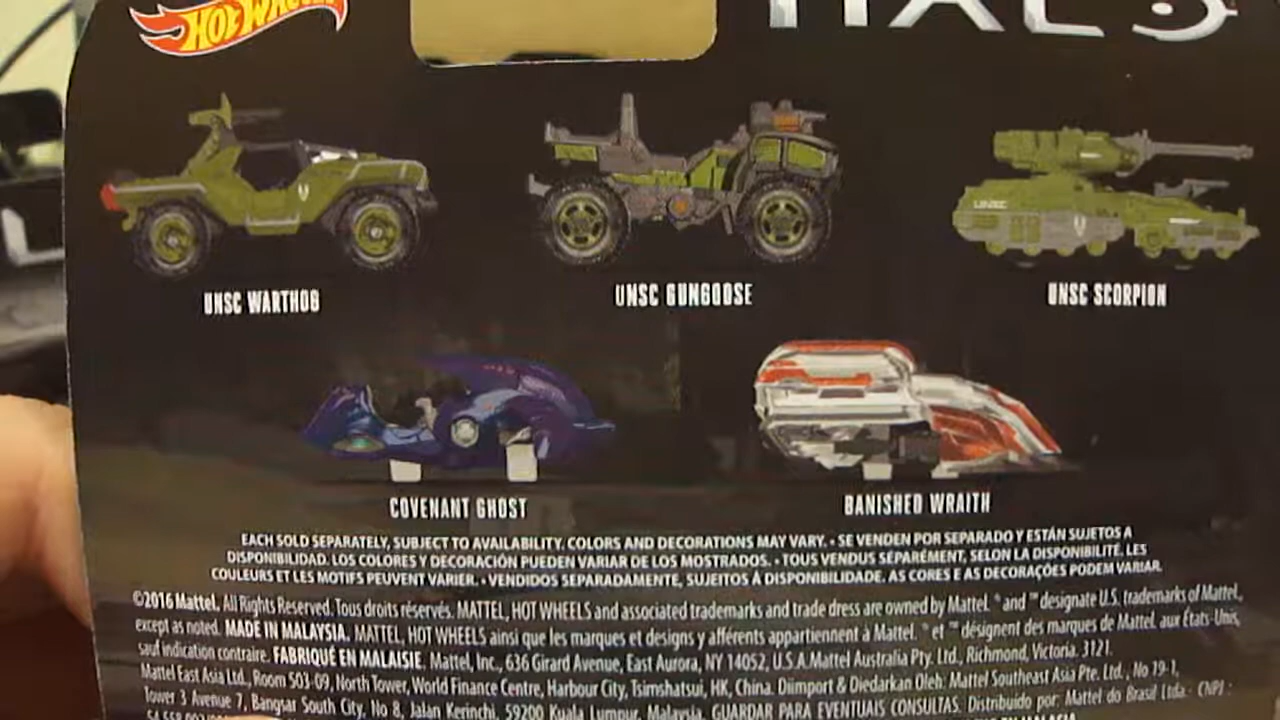 HOT WHEELS
HALO
UNSC WARTHOG
UNSC GUNGOOSE
UNSC
UNSC SCORPION
COVENANT GHOST
BANISHED WRAITH
EACH SOLD SEPARATELY, SUBJECT TO AVAILABILITY. COLORS AND DECORATIONS MAY VARY. • SE VENDEN POR SEPARADO Y ESTÁN SUJETOS A
DISPONIBILIDAD. LOS COLORES Y DECORACIÓN PUEDEN VARIAR DE LOS MOSTRADOS. • TOUS VENDUS SÉPARÉMENT, SELON LA DISPONIBILITÉ. LES
COULEURS ET LES MOTIFS PEUVENT VARIER. • VENDIDOS SEPARADAMENTE, SUJEITOS À DISPONIBILIDADE. AS CORES E AS DECORAÇÕES PODEM VARIAR.
©2016 Mattel. All Rights Reserved. Tous droits réservés. MATTEL, HOT WHEELS and associated trademarks and trade dress are owned by Mattel. ® and ™ designate U.S. trademarks of Mattel,
except as noted. MADE IN MALAYSIA. MATTEL, HOT WHEELS ainsi que les marques et designs y afférents appartiennent à Mattel. ® et ™ désignent des marques de Mattel aux États-Unis,
sauf indication contraire. FABRIQUÉ EN MALAISIE. Mattel, Inc., 636 Girard Avenue, East Aurora, NY 14052, U.S.A. Mattel Australia Pty. Ltd., Richmond, Victoria. 3121.
Mattel East Asia Ltd., Room 503-09, North Tower, World Finance Centre, Harbour City, Tsimshatsui, HK, China. Diimport & Diedarkan Oleh: Mattel Southeast Asia Pte. Ltd., No 19-1,
Tower 3 Avenue 7, Bangsar South City, No 8, Jalan Kerinchi, 59200 Kuala Lumpur, Malaysia. GUARDAR PARA EVENTUAIS CONSULTAS. Distribuido por: Mattel do Brasil Ltda.- CNPJ :